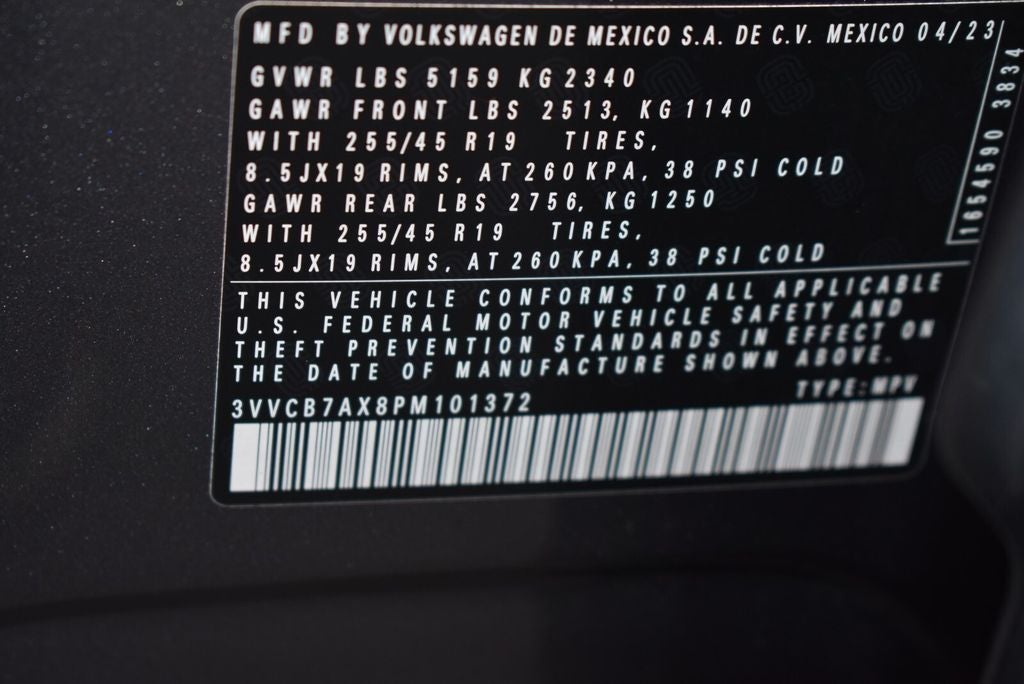 MFD BY VOLKSWAGEN DE MEXICO S.A. DE C.V. MEXICO 04/23
GVWR LBS 5159 KG 2340
GAWR FRONT LBS 2513, KG 1140
WITH 255/45 R19 TIRES,
8.5JX19 RIMS, AT 260 KPA, 38 PSI COLD
GAWR REAR LBS 2756, KG 1250
WITH 255/45 R19 TIRES,
8.5JX19 RIMS, AT 260 KPA, 38 PSI COLD
1654590 3834
THIS VEHICLE CONFORMS TO ALL APPLICABLE
U.S. FEDERAL MOTOR VEHICLE SAFETY AND
THEFT PREVENTION STANDARDS IN EFFECT ON
THE DATE OF MANUFACTURE SHOWN ABOVE.
TYPE:MPV
3VVCB7AX8PM101372